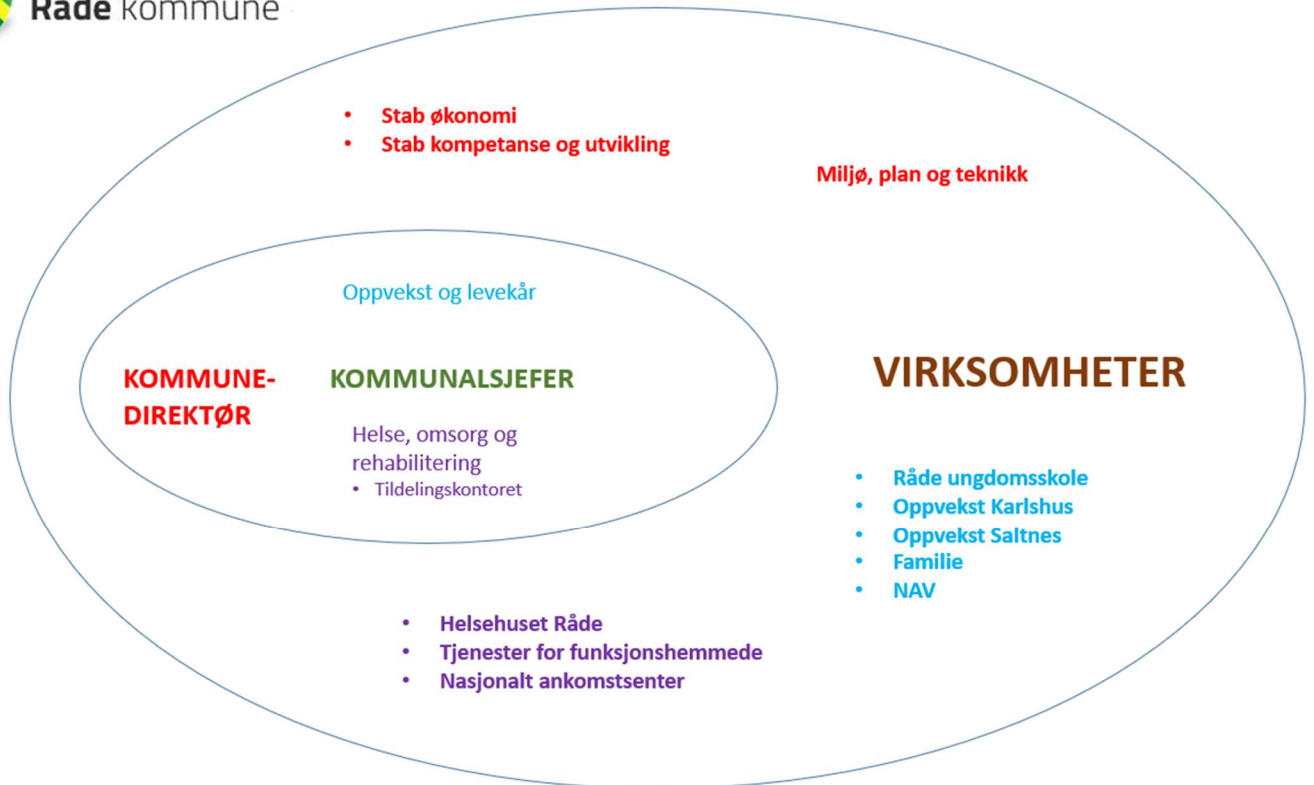 Råde kommune
• Stab økonomi
• Stab kompetanse og utvikling
Miljø, plan og teknikk
Oppvekst og levekår
KOMMUNE-
DIREKTØR
KOMMUNALSJEFER
Helse, omsorg og
rehabilitering
• Tildelingskontoret
VIRKSOMHETER
• Råde ungdomsskole
• Oppvekst Karlshus
• Oppvekst Saltnes
• Familie
• NAV
• Helsehuset Råde
• Tjenester for funksjonshemmede
• Nasjonalt ankomstsenter